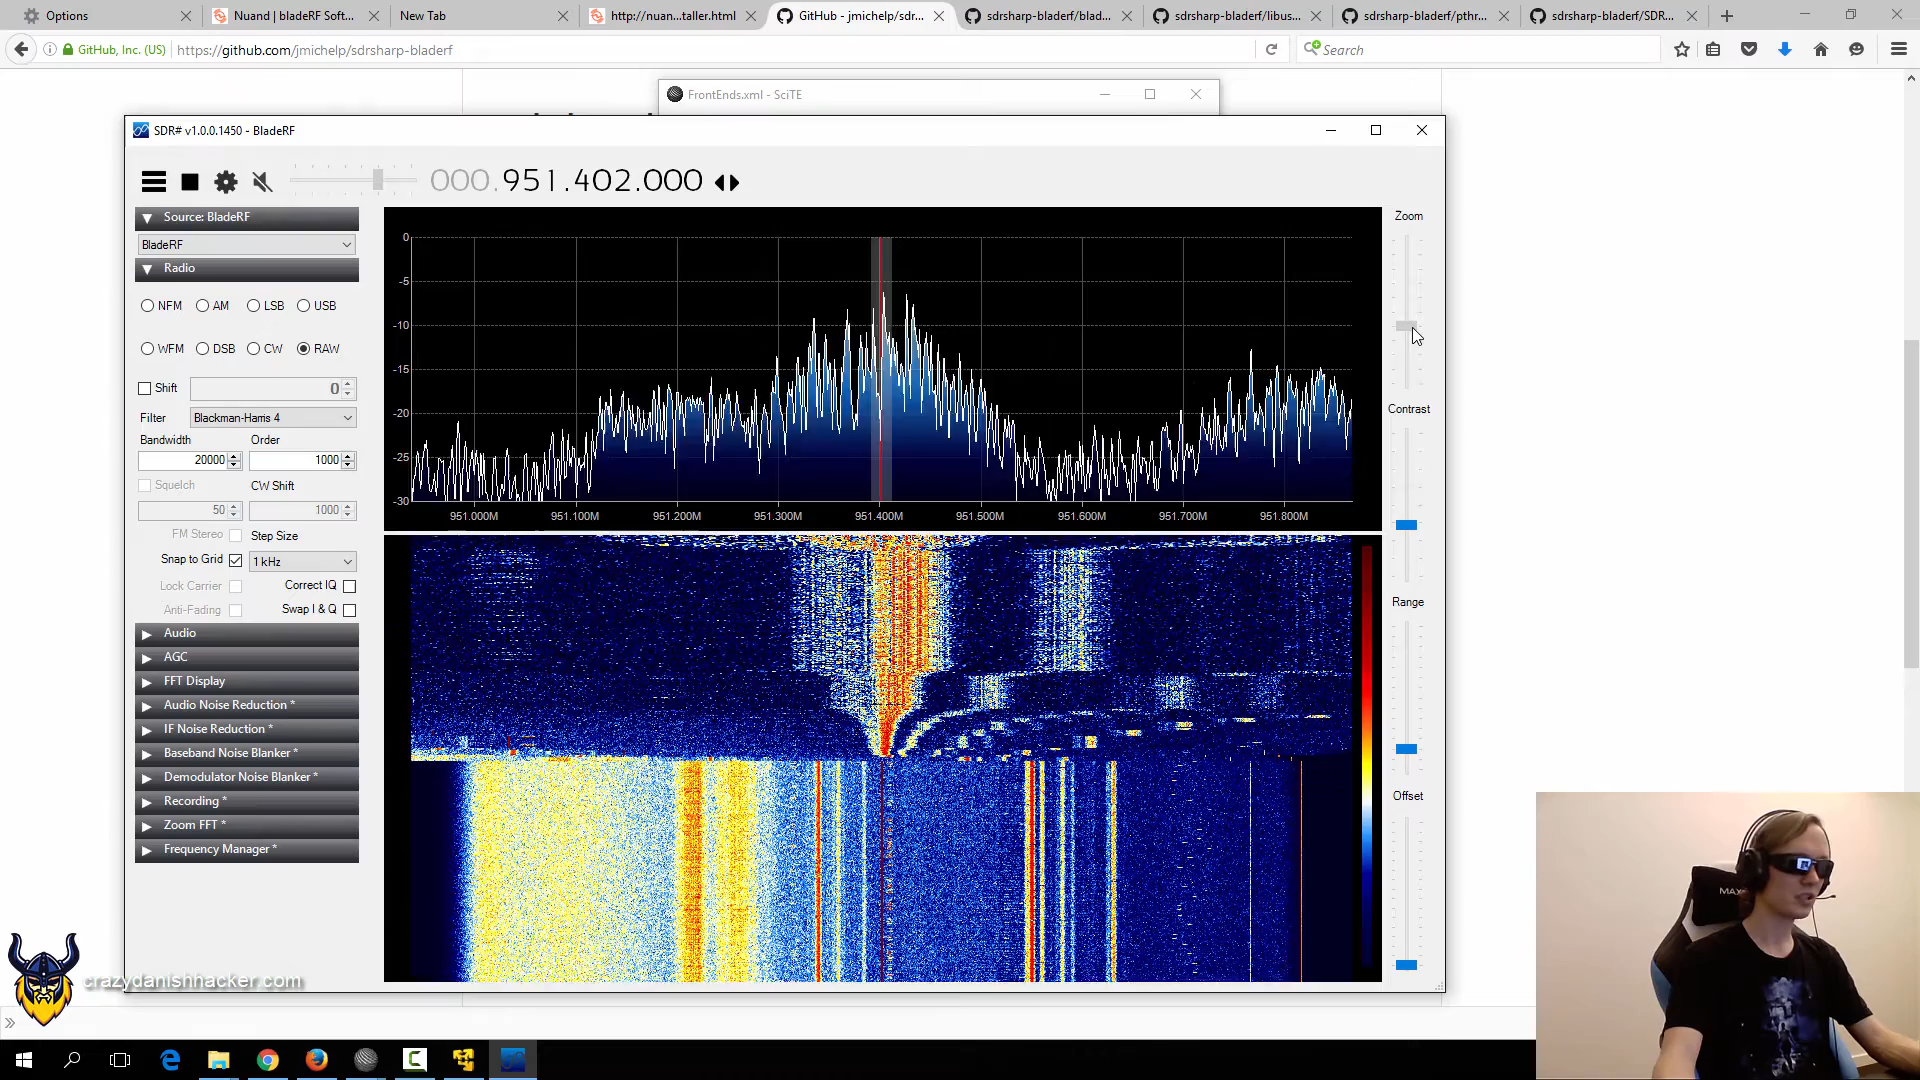 Options
Nuand | bladeRF Soft...
New Tab
http://nuan...taller.html
GitHub - jmichelp/sdr...
sdrsharp-bladerf/blad...
sdrsharp-bladerf/libus...
sdrsharp-bladerf/pthr...
sdrsharp-bladerf/SDR...
GitHub, Inc. (US)
https://github.com/jmichelp/sdrsharp-bladerf
Search
FrontEnds.xml - SciTE
SDR# v1.0.0.1450 - BladeRF
000.951.402.000
Source: BladeRF
BladeRF
Radio
NFM AM LSB USB
WFM DSB CW RAW
Shift 0
Filter Blackman-Harris 4
Bandwidth Order
20000 1000
Squelch CW Shift
50 1000
FM Stereo Step Size
Snap to Grid 1 kHz
Lock Carrier Correct IQ
Anti-Fading Swap I & Q
Audio
AGC
FFT Display
Audio Noise Reduction *
IF Noise Reduction *
Baseband Noise Blanker *
Demodulator Noise Blanker *
Recording *
Zoom FFT *
Frequency Manager *
0
-5
-10
-15
-20
-25
-30
951.000M 951.100M 951.200M 951.300M 951.400M 951.500M 951.600M 951.700M 951.800M
Zoom
Contrast
Range
Offset
crazydanishhacker.com
MAX